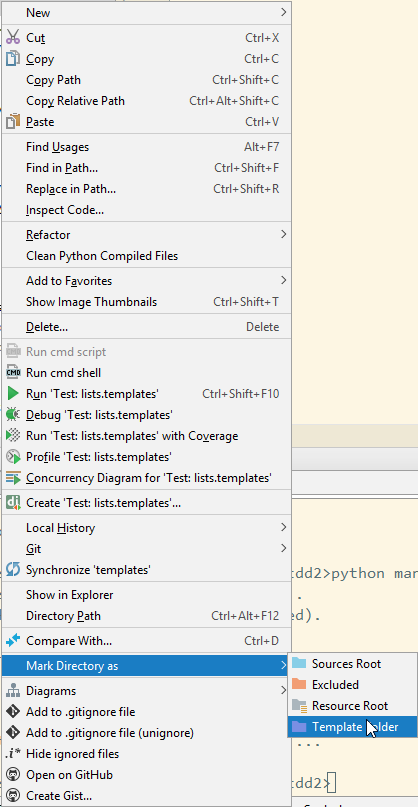 New
Cut Ctrl+X
Copy Ctrl+C
Copy Path Ctrl+Shift+C
Copy Relative Path Ctrl+Alt+Shift+C
Paste Ctrl+V
Find Usages Alt+F7
Find in Path... Ctrl+Shift+F
Replace in Path... Ctrl+Shift+R
Inspect Code...
Refactor
Clean Python Compiled Files
Add to Favorites
Show Image Thumbnails Ctrl+Shift+T
Delete... Delete
Run cmd script
Run cmd shell
Run 'Test: lists.templates' Ctrl+Shift+F10
Debug 'Test: lists.templates'
Run 'Test: lists.templates' with Coverage
Profile 'Test: lists.templates'
Concurrency Diagram for 'Test: lists.templates'
Create 'Test: lists.templates'...
Local History
Git
Synchronize 'templates'
dd2>python man
Show in Explorer
Directory Path Ctrl+Alt+F12
ed).
Compare With... Ctrl+D
Mark Directory as
Sources Root
Excluded
Resource Root
Template
Diagrams
Add to .gitignore file
Add to .gitignore file (unignore)
Hide ignored files
...
Open on GitHub
dd2>
Create Gist...